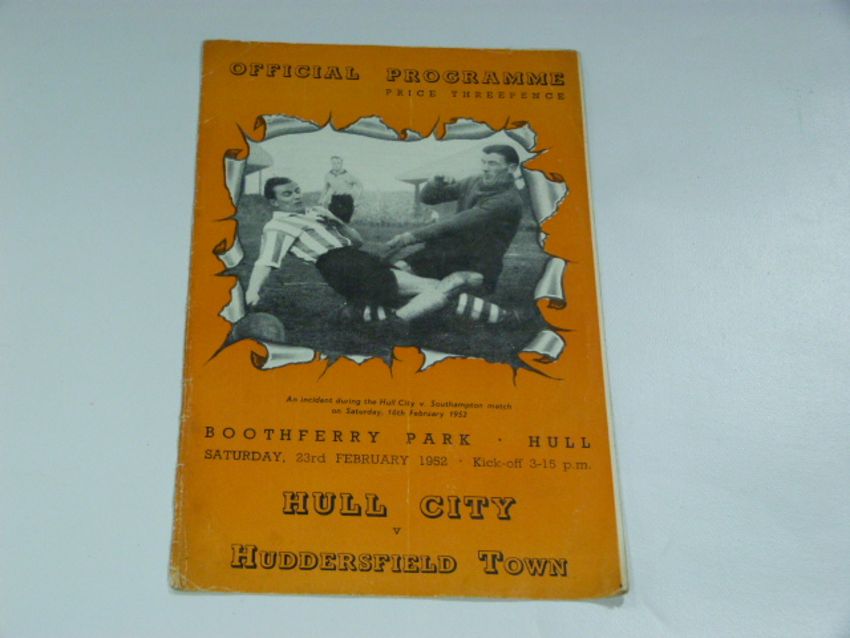 OFFICIAL PROGRAMME
PRICE THREEPENCE
An incident during the Hull City v. Southampton match
on Saturday, 16th February 1952
BOOTHFERRY PARK · HULL
SATURDAY, 23rd FEBRUARY 1952 · Kick-off 3-15 p.m.
HULL CITY
v
HUDDERSFIELD TOWN